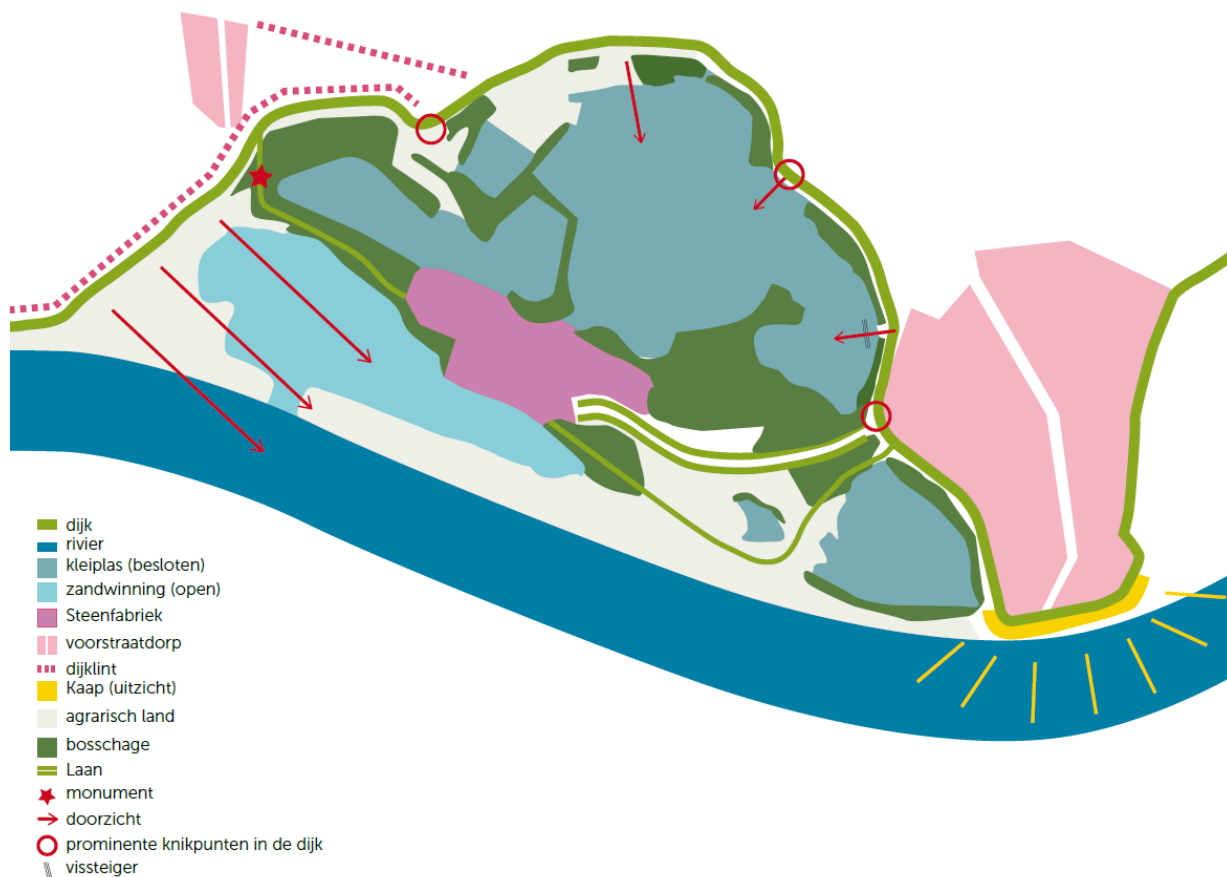 dijk
rivier
kleiplas (besloten)
zandwinning (open)
Steenfabriek
voorstraatdorp
dijklint
Kaap (uitzicht)
agrarisch land
bosschage
Laan
monument
doorzicht
prominente knikpunten in de dijk
vissteiger